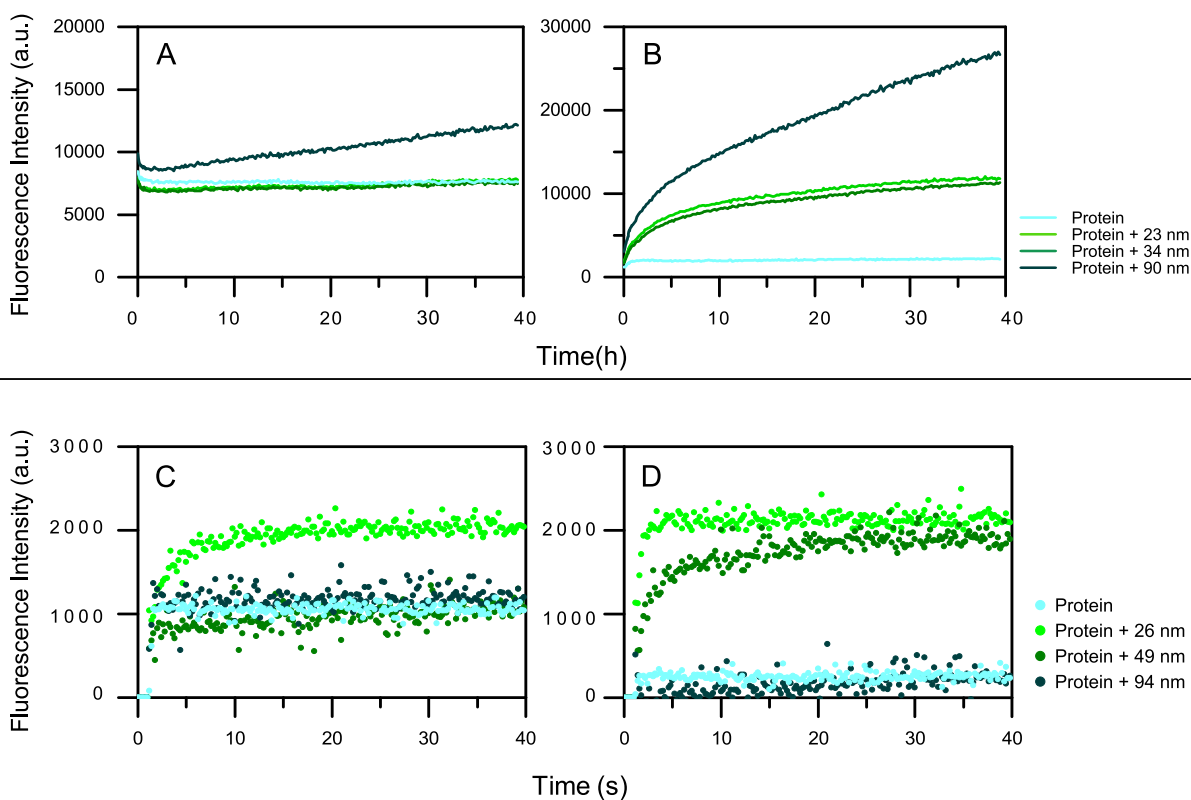 Fluorescence Intensity (a.u.)
20000
15000
10000
5000
0
A
0 10 20 30 40
30000
20000
10000
0
B
0 10 20 30 40
Time(h)
Protein
Protein + 23 nm
Protein + 34 nm
Protein + 90 nm
Fluorescence Intensity (a.u.)
3000
2000
1000
0
C
0 10 20 30 40
3000
2000
1000
0
D
0 10 20 30 40
Time (s)
Protein
Protein + 26 nm
Protein + 49 nm
Protein + 94 nm